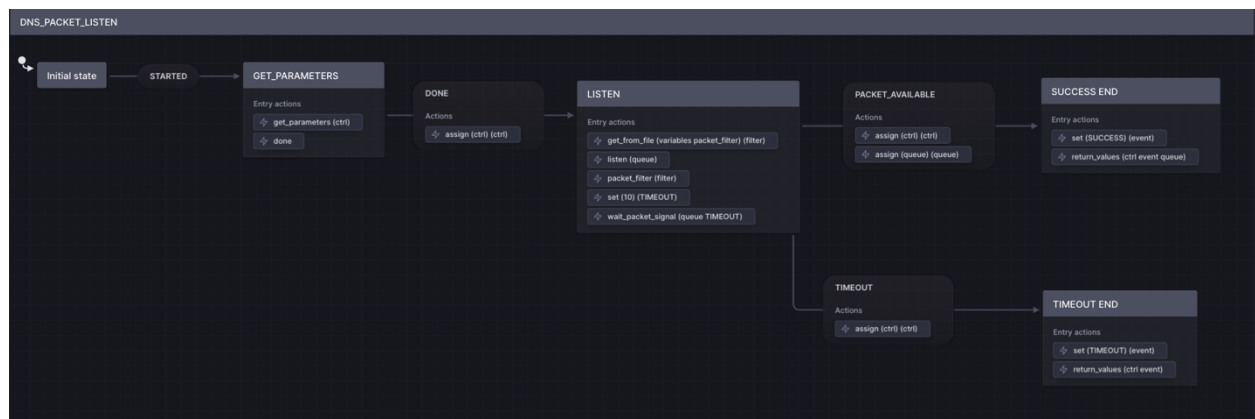 DNS_PACKET_LISTEN
Initial state
STARTED
GET_PARAMETERS
Entry actions
get_parameters (ctrl)
done
DONE
Actions
assign (ctrl) (ctrl)
LISTEN
Entry actions
get_from_file (variables packet_filter) (filter)
listen (queue)
packet_filter (filter)
set (10) (TIMEOUT)
wait_packet_signal (queue TIMEOUT)
PACKET_AVAILABLE
Actions
assign (ctrl) (ctrl)
assign (queue) (queue)
SUCCESS END
Entry actions
set (SUCCESS) (event)
return_values (ctrl event queue)
TIMEOUT
Actions
assign (ctrl) (ctrl)
TIMEOUT END
Entry actions
set (TIMEOUT) (event)
return_values (ctrl event)